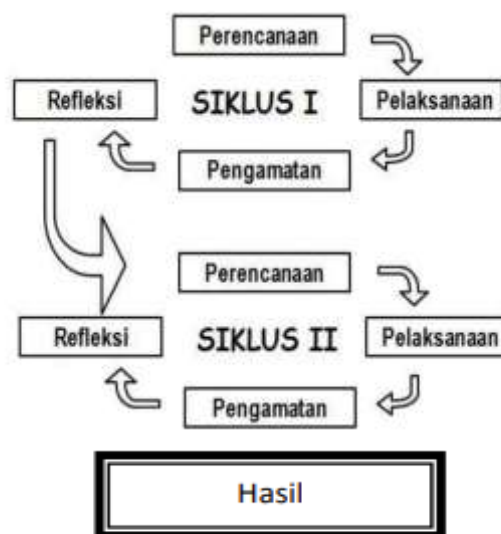 Perencanaan
Refleksi SIKLUS I Pelaksanaan
Pengamatan
Perencanaan
Refleksi SIKLUS II Pelaksanaan
Pengamatan
Hasil